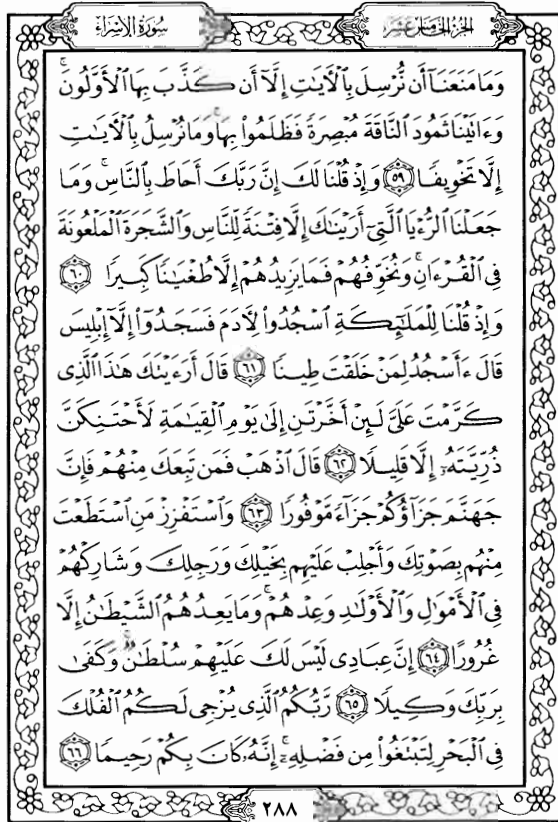 الجزء الخامس عشر
سورة الإسراء
وَمَا مَنَعَنَآ أَن نُّرْسِلَ بِٱلْأَيَٰتِ إِلَّآ أَن كَذَّبَ بِهَا ٱلْأَوَّلُونَۚ
وَءَاتَيْنَا ثَمُودَ ٱلنَّاقَةَ مُبْصِرَةً فَظَلَمُوا۟ بِهَاۚ وَمَا نُرْسِلُ بِٱلْأَيَٰتِ
إِلَّا تَخْوِيفًا ٥٩ وَإِذْ قُلْنَا لَكَ إِنَّ رَبَّكَ أَحَاطَ بِٱلنَّاسِۚ وَمَا
جَعَلْنَا ٱلرُّءْيَا ٱلَّتِىٓ أَرَيْنَٰكَ إِلَّا فِتْنَةً لِّلنَّاسِ وَٱلشَّجَرَةَ ٱلْمَلْعُونَةَ
فِى ٱلْقُرْءَانِۚ وَنُخَوِّفُهُمْ فَمَا يَزِيدُهُمْ إِلَّا طُغْيَٰنًا كَبِيرًا ٦٠
وَإِذْ قُلْنَا لِلْمَلَٰٓئِكَةِ ٱسْجُدُوا۟ لِأَدَمَ فَسَجَدُوٓا۟ إِلَّآ إِبْلِيسَ
قَالَ ءَأَسْجُدُ لِمَنْ خَلَقْتَ طِينًا ٦١ قَالَ أَرَءَيْتَكَ هَٰذَا ٱلَّذِى
كَرَّمْتَ عَلَىَّ لَئِنْ أَخَّرْتَنِ إِلَىٰ يَوْمِ ٱلْقِيَٰمَةِ لَأَحْتَنِكَنَّ
ذُرِّيَّتَهُۥٓ إِلَّا قَلِيلًا ٦٢ قَالَ ٱذْهَبْ فَمَن تَبِعَكَ مِنْهُمْ فَإِنَّ
جَهَنَّمَ جَزَآؤُكُمْ جَزَآءً مَّوْفُورًا ٦٣ وَٱسْتَفْزِزْ مَنِ ٱسْتَطَعْتَ
مِنْهُم بِصَوْتِكَ وَأَجْلِبْ عَلَيْهِم بِخَيْلِكَ وَرَجِلِكَ وَشَارِكْهُمْ
فِى ٱلْأَمْوَٰلِ وَٱلْأَوْلَٰدِ وَعِدْهُمْۚ وَمَا يَعِدُهُمُ ٱلشَّيْطَٰنُ إِلَّا
غُرُورًا ٦٤ إِنَّ عِبَادِى لَيْسَ لَكَ عَلَيْهِمْ سُلْطَٰنٌۚ وَكَفَىٰ
بِرَبِّكَ وَكِيلًا ٦٥ رَّبُّكُمُ ٱلَّذِى يُزْجِى لَكُمُ ٱلْفُلْكَ
فِى ٱلْبَحْرِ لِتَبْتَغُوا۟ مِن فَضْلِهِۦٓۚ إِنَّهُۥ كَانَ بِكُمْ رَحِيمًا ٦٦
٢٨٨